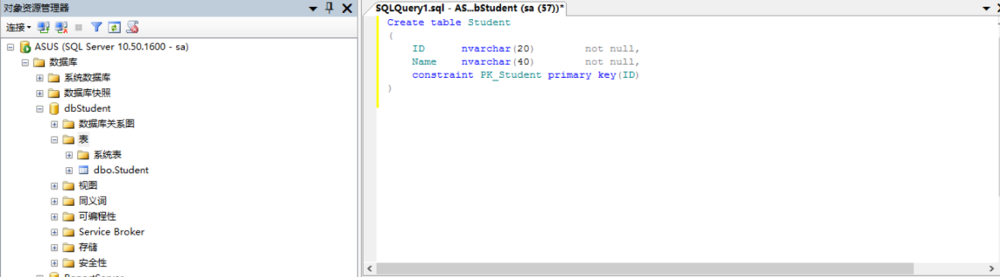 对象资源管理器
连接
ASUS (SQL Server 10.50.1600 - sa)
数据库
系统数据库
数据库快照
dbStudent
数据库关系图
表
系统表
dbo.Student
视图
同义词
可编程性
Service Broker
存储
安全性
ReportServer
SQLQuery1.sql - AS...bStudent (sa (57))*
Create table Student
(
ID nvarchar(20) not null,
Name nvarchar(40) not null,
constraint PK_Student primary key(ID)
)